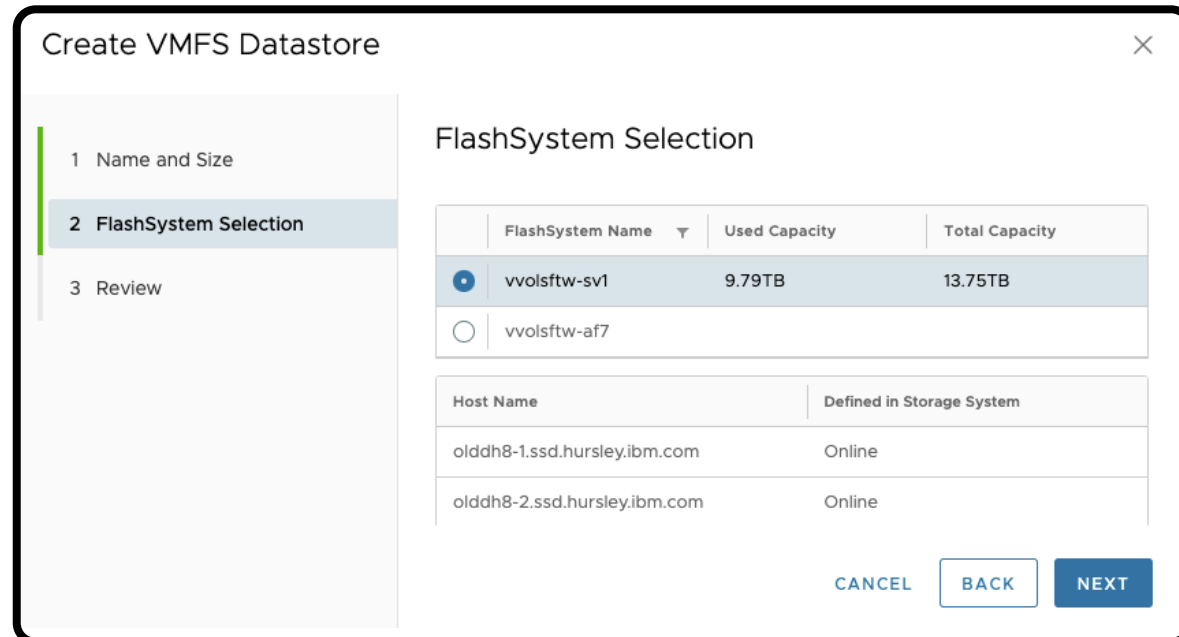 Create VMFS Datastore
1 Name and Size
2 FlashSystem Selection
3 Review
FlashSystem Selection
FlashSystem Name Used Capacity Total Capacity
vvolsftw-sv1 9.79TB 13.75TB
vvolsftw-af7
Host Name Defined in Storage System
olddh8-1.ssd.hursley.ibm.com Online
olddh8-2.ssd.hursley.ibm.com Online
CANCEL BACK NEXT